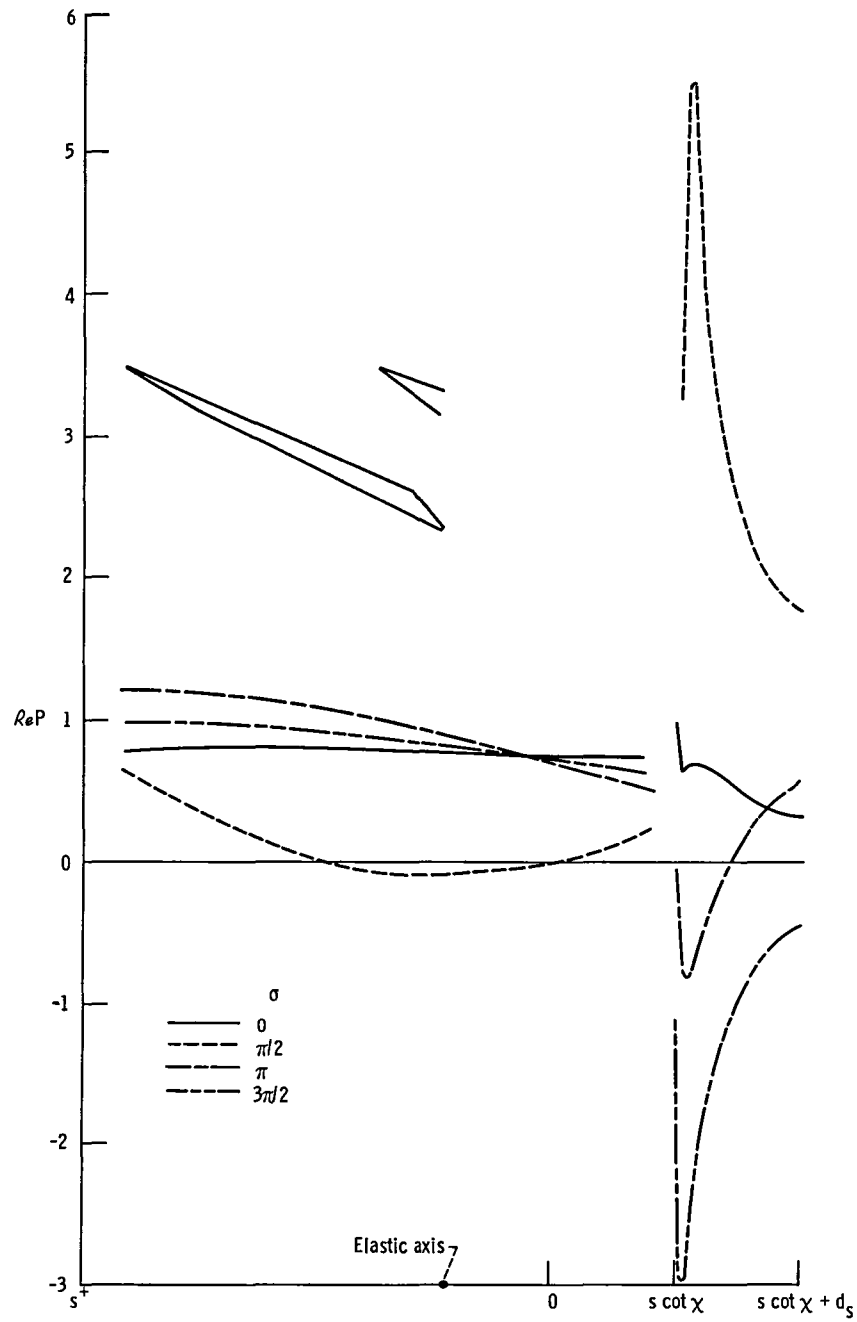 6
5
4
3
2
ReP 1
0
-1
-2
-3
σ
0
π/2
π
3π/2
Elastic axis
s+ 0 s cot χ s cot χ + ds